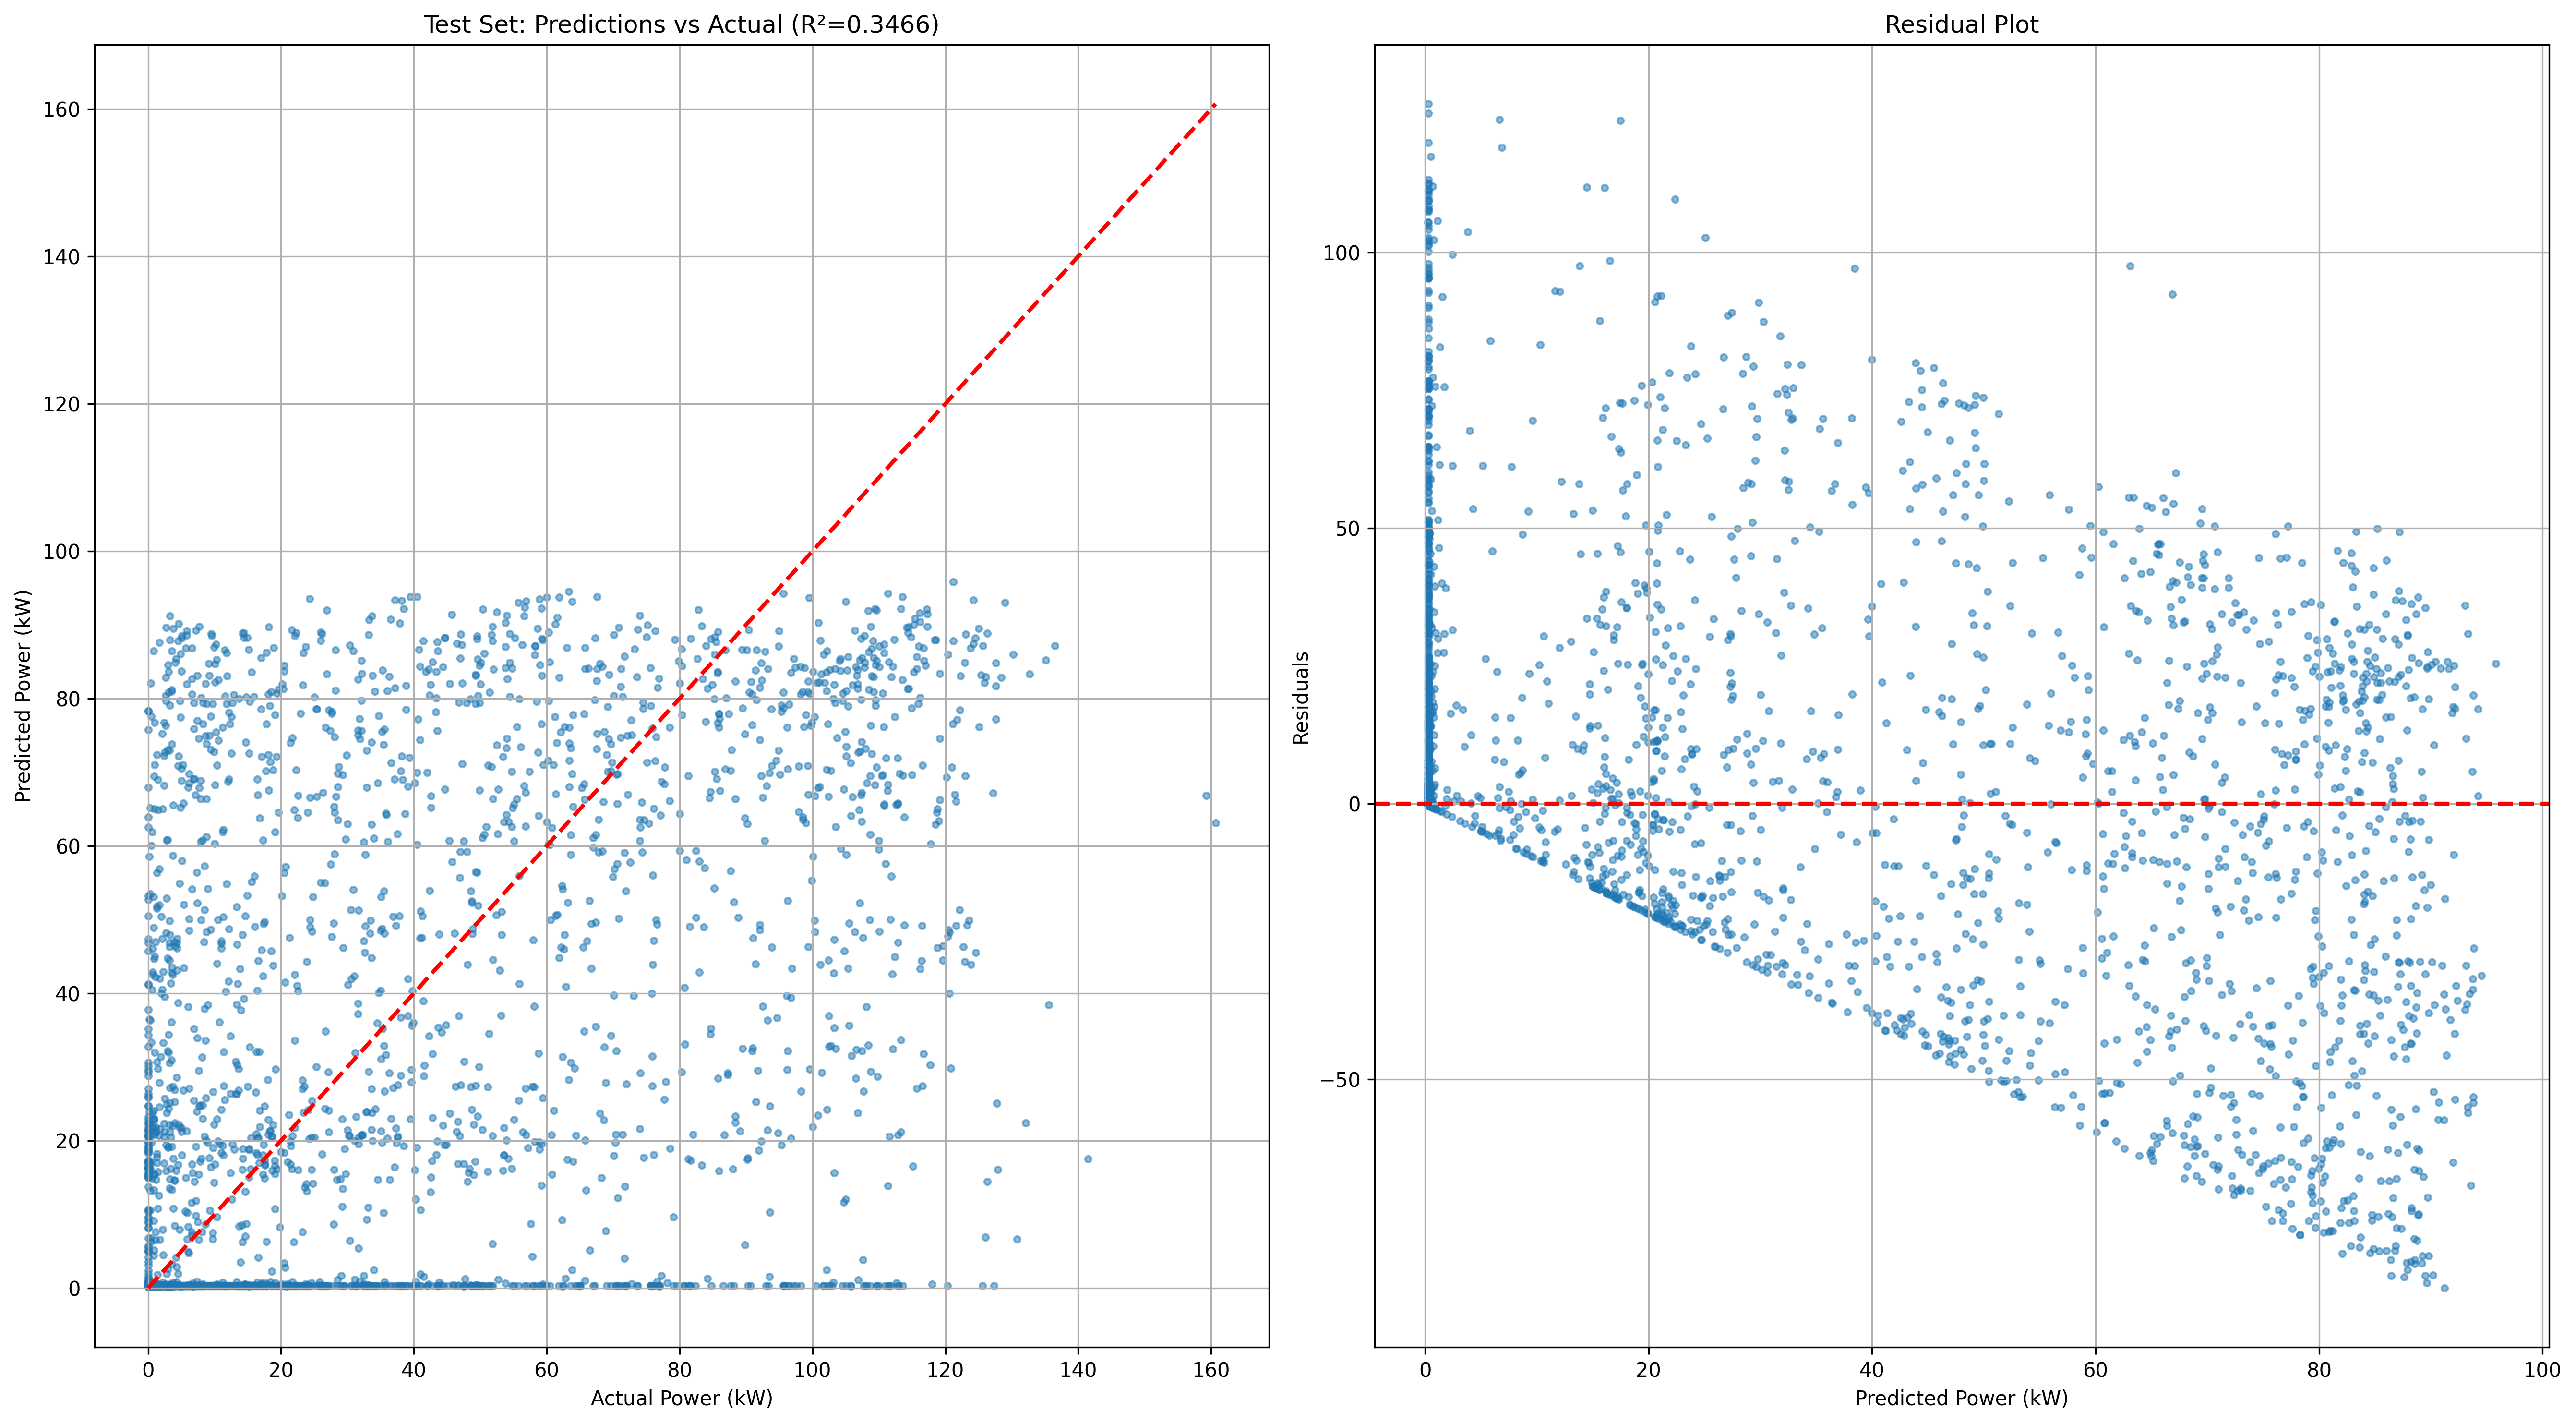 Test Set: Predictions vs Actual (R²=0.3466)
Predicted Power (kW)
160
140
120
100
80
60
40
20
0
0 20 40 60 80 100 120 140 160
Actual Power (kW)
Residual Plot
Residuals
100
50
0
−50
0 20 40 60 80 100
Predicted Power (kW)